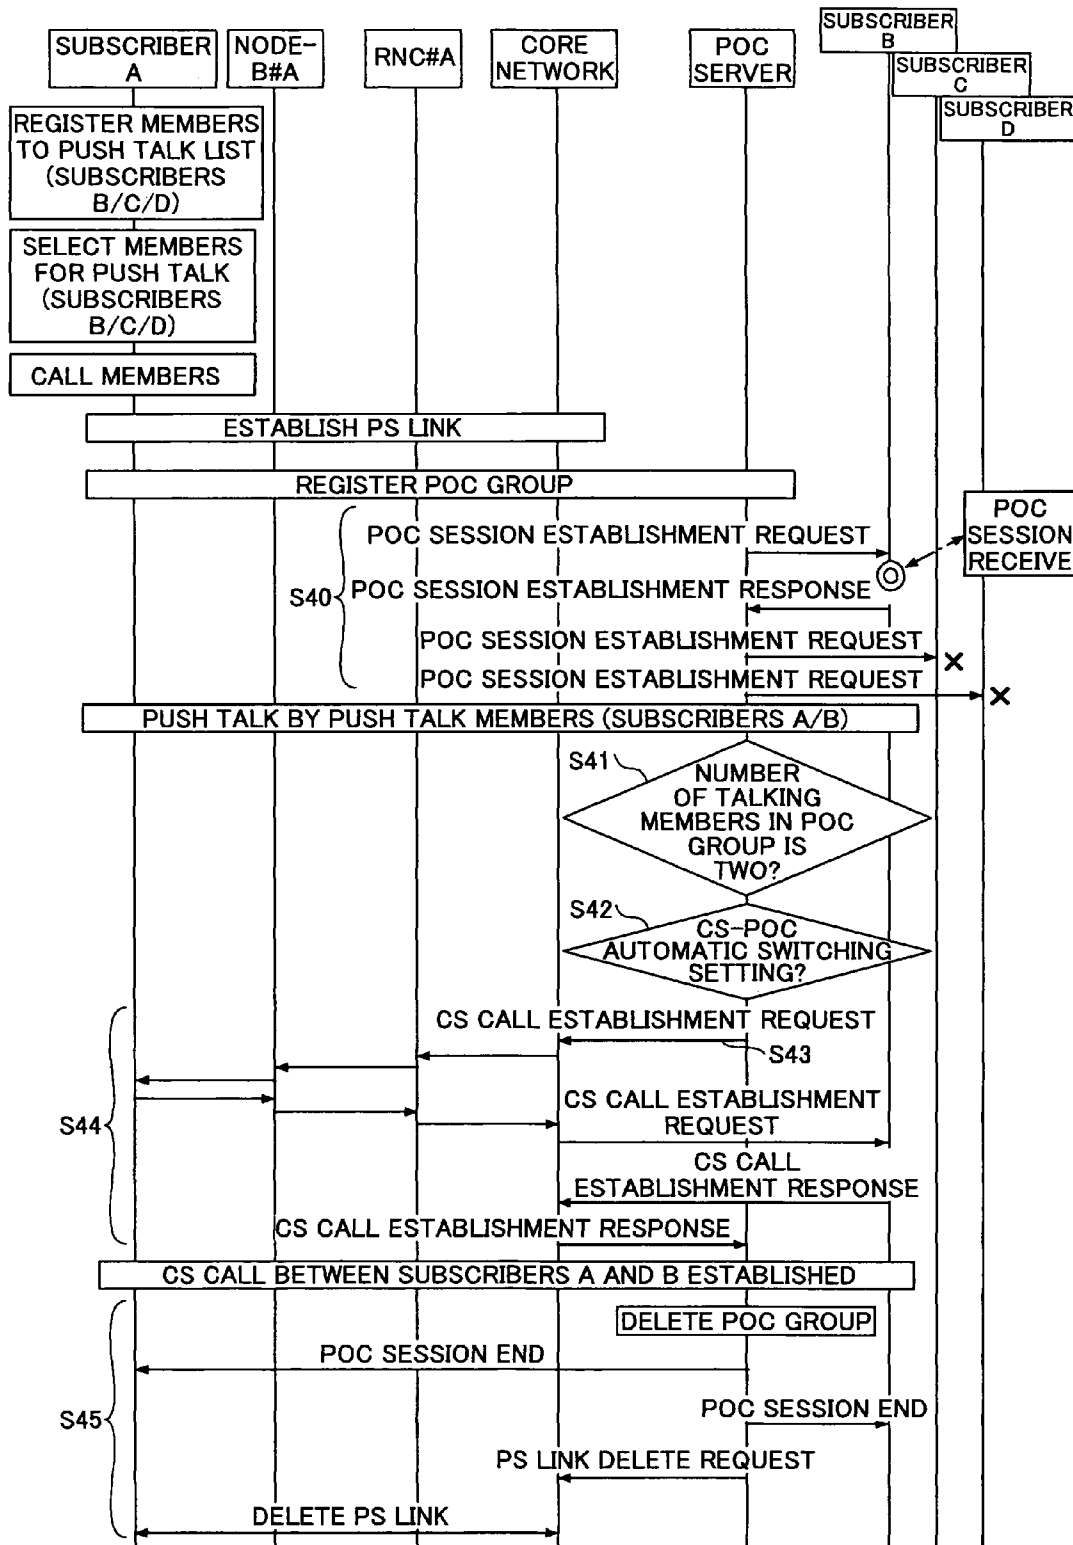 SUBSCRIBER
A
NODE-
B#A
RNC#A
CORE
NETWORK
POC
SERVER
SUBSCRIBER
B
SUBSCRIBER
C
SUBSCRIBER
D
REGISTER MEMBERS
TO PUSH TALK LIST
(SUBSCRIBERS
B/C/D)
SELECT MEMBERS
FOR PUSH TALK
(SUBSCRIBERS
B/C/D)
CALL MEMBERS
ESTABLISH PS LINK
REGISTER POC GROUP
POC
SESSION
RECEIVE
S40
POC SESSION ESTABLISHMENT REQUEST
POC SESSION ESTABLISHMENT RESPONSE
POC SESSION ESTABLISHMENT REQUEST
POC SESSION ESTABLISHMENT REQUEST
PUSH TALK BY PUSH TALK MEMBERS (SUBSCRIBERS A/B)
S41
NUMBER
OF TALKING
MEMBERS IN POC
GROUP IS
TWO?
S42
CS-POC
AUTOMATIC SWITCHING
SETTING?
CS CALL ESTABLISHMENT REQUEST
S43
S44
CS CALL ESTABLISHMENT
REQUEST
CS CALL
ESTABLISHMENT RESPONSE
CS CALL ESTABLISHMENT RESPONSE
CS CALL BETWEEN SUBSCRIBERS A AND B ESTABLISHED
DELETE POC GROUP
POC SESSION END
S45
POC SESSION END
PS LINK DELETE REQUEST
DELETE PS LINK